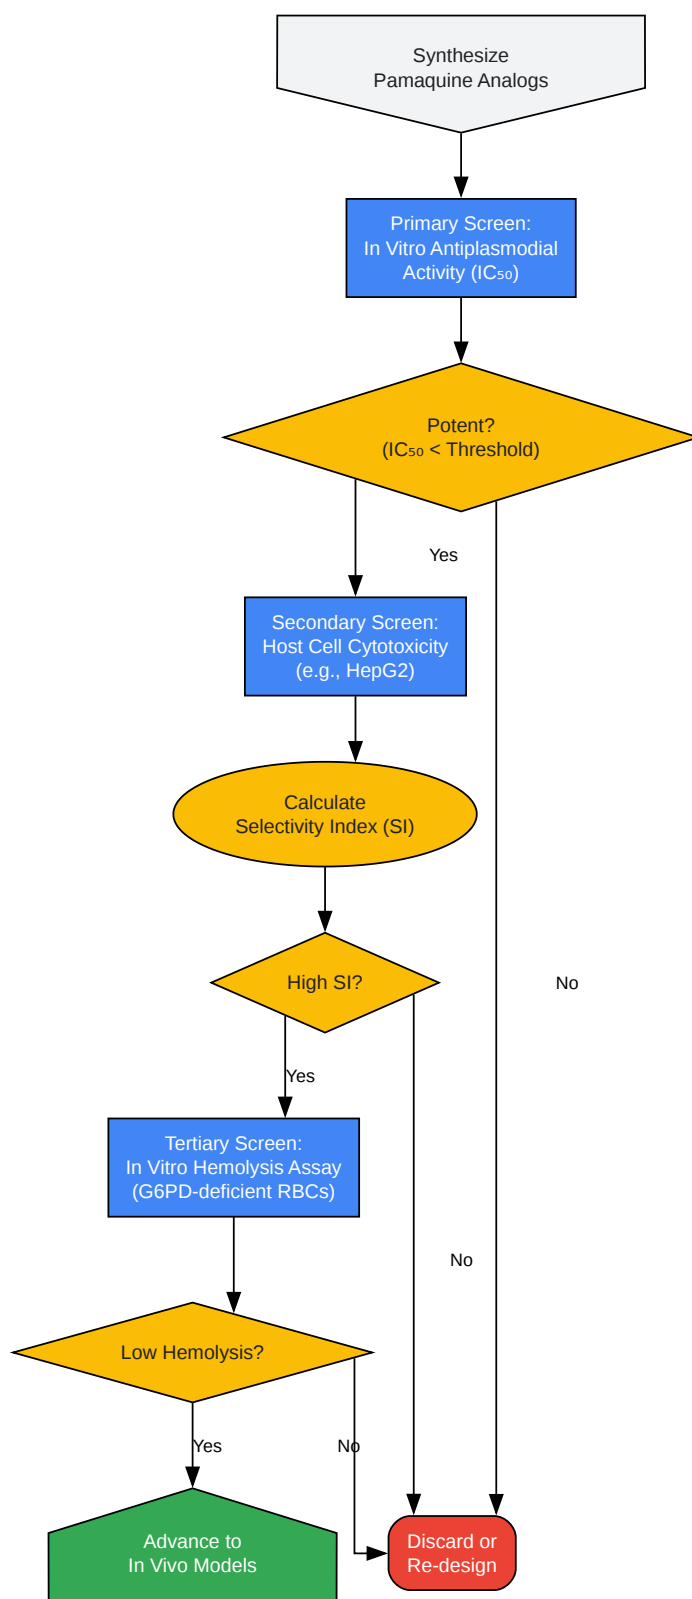 Synthesize
Pamaquine Analogs
Primary Screen:
In Vitro Antiplasmodial
Activity (IC₅₀)
Potent?
(IC₅₀ < Threshold)
Yes
Secondary Screen:
Host Cell Cytotoxicity
(e.g., HepG2)
Calculate
Selectivity Index (SI)
High SI?
No
Yes
Tertiary Screen:
In Vitro Hemolysis Assay
(G6PD-deficient RBCs)
No
Low Hemolysis?
Yes
No
Advance to
In Vivo Models
Discard or
Re-design